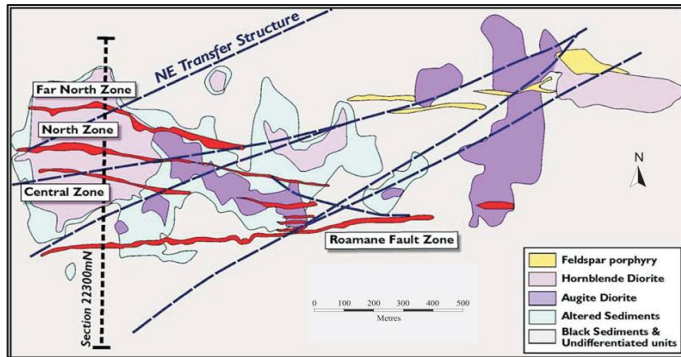 NE Transfer Structure
Far North Zone
North Zone
Central Zone
N
Roamane Fault Zone
Section 22300mN
0 100 200 300 400 500
Metres
Feldspar porphyry
Hornblende Diorite
Augite Diorite
Altered Sediments
Black Sediments &
Undifferentiated units